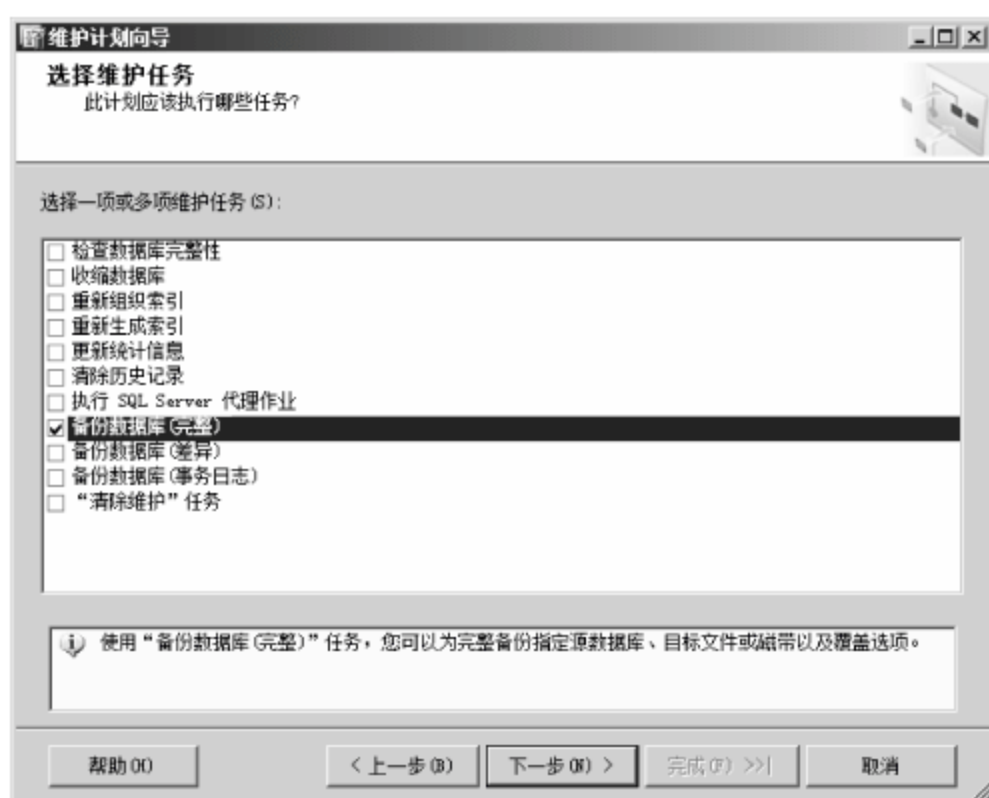 维护计划向导
选择维护任务
此计划应该执行哪些任务?
选择一项或多项维护任务(S):
检查数据库完整性
收缩数据库
重新组织索引
重新生成索引
更新统计信息
清除历史记录
执行 SQL Server 代理作业
备份数据库(完整)
备份数据库(差异)
备份数据库(事务日志)
“清除维护”任务
使用“备份数据库(完整)”任务，您可以为完整备份指定源数据库、目标文件或磁带以及覆盖选项。
帮助(H)
< 上一步(B)
下一步(N) >
完成(F) >>|
取消